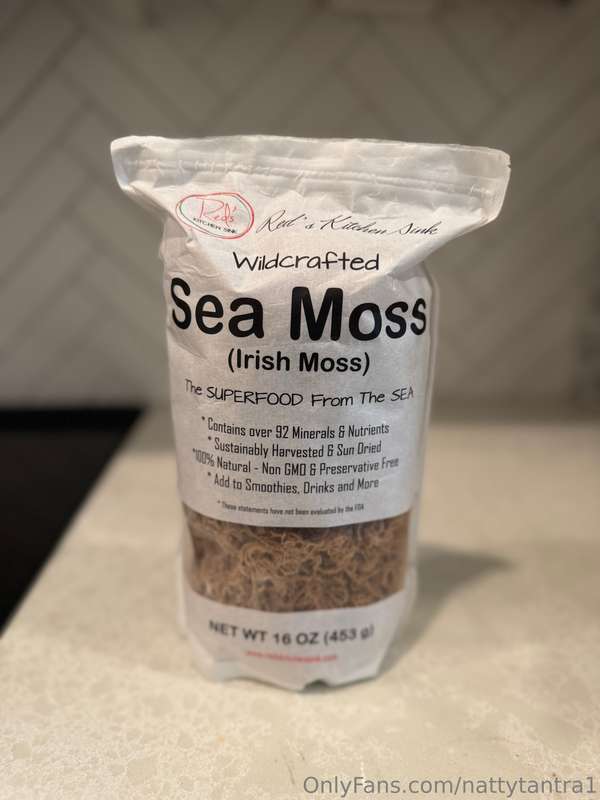 Red's
KITCHEN SINK
Red's Kitchen Sink
Wildcrafted
Sea Moss
(Irish Moss)
The SUPERFOOD From The SEA
* Contains over 92 Minerals & Nutrients
* Sustainably Harvested & Sun Dried
*100% Natural - Non GMO & Preservative Free
* Add to Smoothies, Drinks and More
* These statements have not been evaluated by the FDA
NET WT 16 OZ (453 g)
OnlyFans.com/nattytantra1